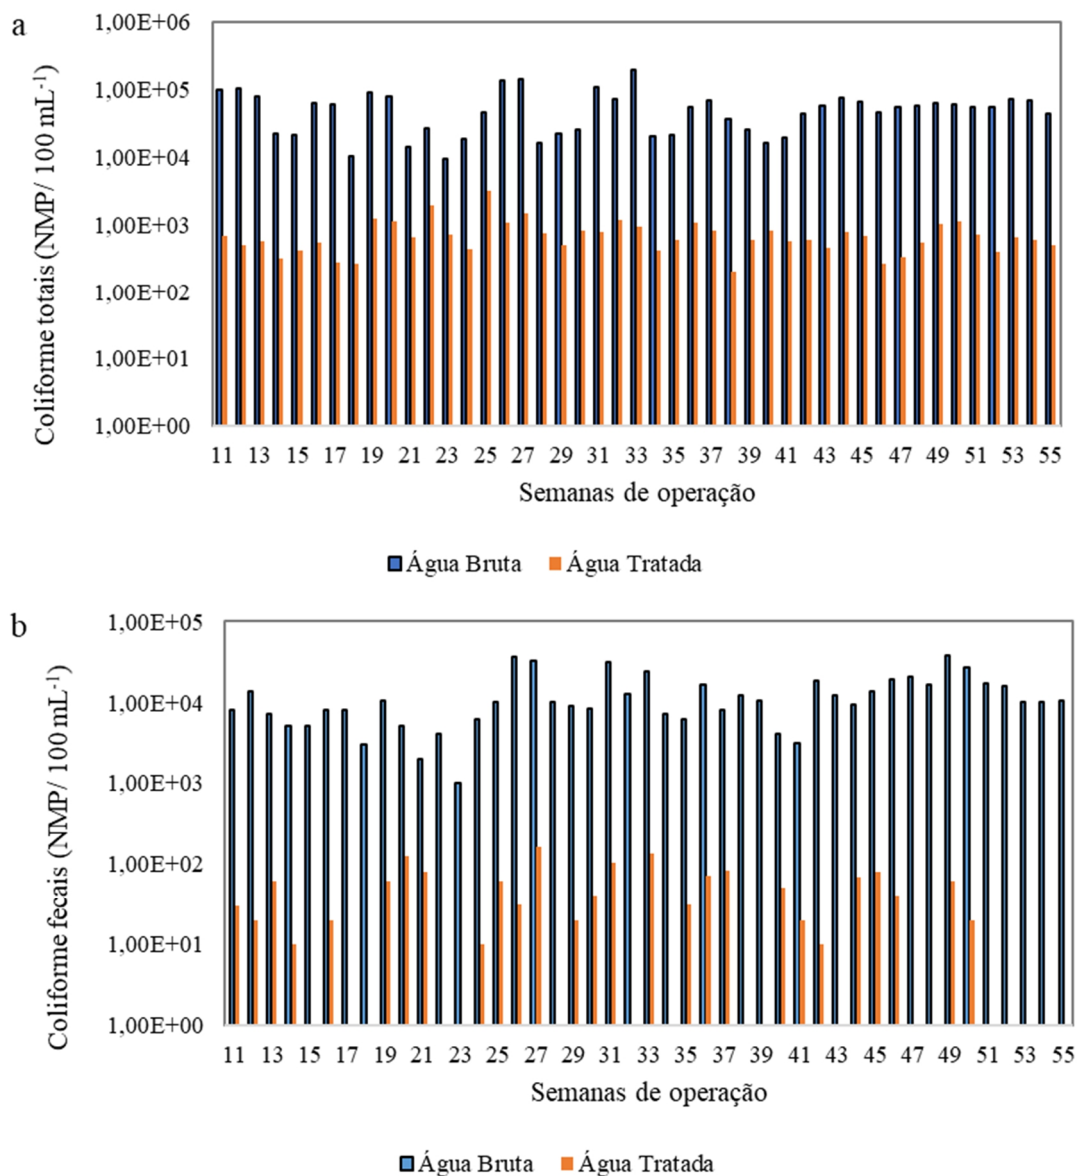 a
Coliforme totais (NMP/ 100 mL-1)
1,00E+06
1,00E+05
1,00E+04
1,00E+03
1,00E+02
1,00E+01
1,00E+00
11 13 15 17 19 21 23 25 27 29 31 33 35 37 39 41 43 45 47 49 51 53 55
Semanas de operação
Água Bruta Água Tratada
b
Coliforme fecais (NMP/ 100 mL-1)
1,00E+05
1,00E+04
1,00E+03
1,00E+02
1,00E+01
1,00E+00
11 13 15 17 19 21 23 25 27 29 31 33 35 37 39 41 43 45 47 49 51 53 55
Semanas de operação
Água Bruta Água Tratada